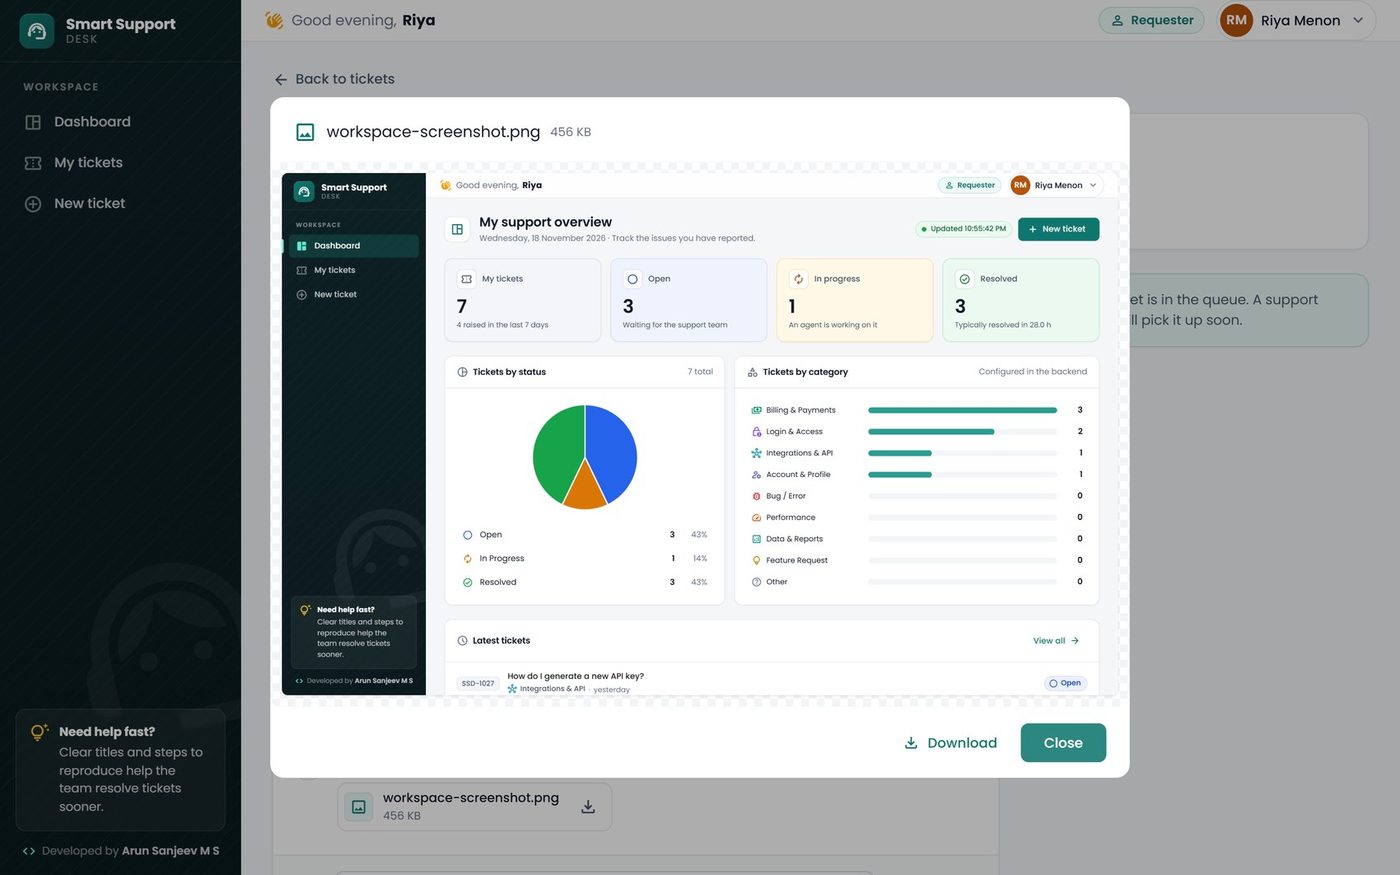 Smart Support
DESK
WORKSPACE
Dashboard
My tickets
New ticket
Need help fast?
Clear titles and steps to
reproduce help the
team resolve tickets
sooner.
Developed by Arun Sanjeev M S
Good evening, Riya
Requester
RM Riya Menon
Back to tickets
et is in the queue. A support
ll pick it up soon.
workspace-screenshot.png 456 KB
Smart Support
DESK
WORKSPACE
Dashboard
My tickets
New ticket
Need help fast?
Clear titles and steps to
reproduce help the
team resolve tickets
sooner.
Developed by Arun Sanjeev M S
Good evening, Riya
Requester
RM Riya Menon
My support overview
Wednesday, 18 November 2026 · Track the issues you have reported.
Updated 10:55:42 PM
+ New ticket
My tickets
7
4 raised in the last 7 days
Open
3
Waiting for the support team
In progress
1
An agent is working on it
Resolved
3
Typically resolved in 28.0 h
Tickets by status 7 total
Open 3 43%
In Progress 1 14%
Resolved 3 43%
Tickets by category Configured in the backend
Billing & Payments 3
Login & Access 2
Integrations & API 1
Account & Profile 1
Bug / Error 0
Performance 0
Data & Reports 0
Feature Request 0
Other 0
Latest tickets View all
SSD-1027
How do I generate a new API key?
Integrations & API · yesterday
Open
Download
Close
workspace-screenshot.png
456 KB